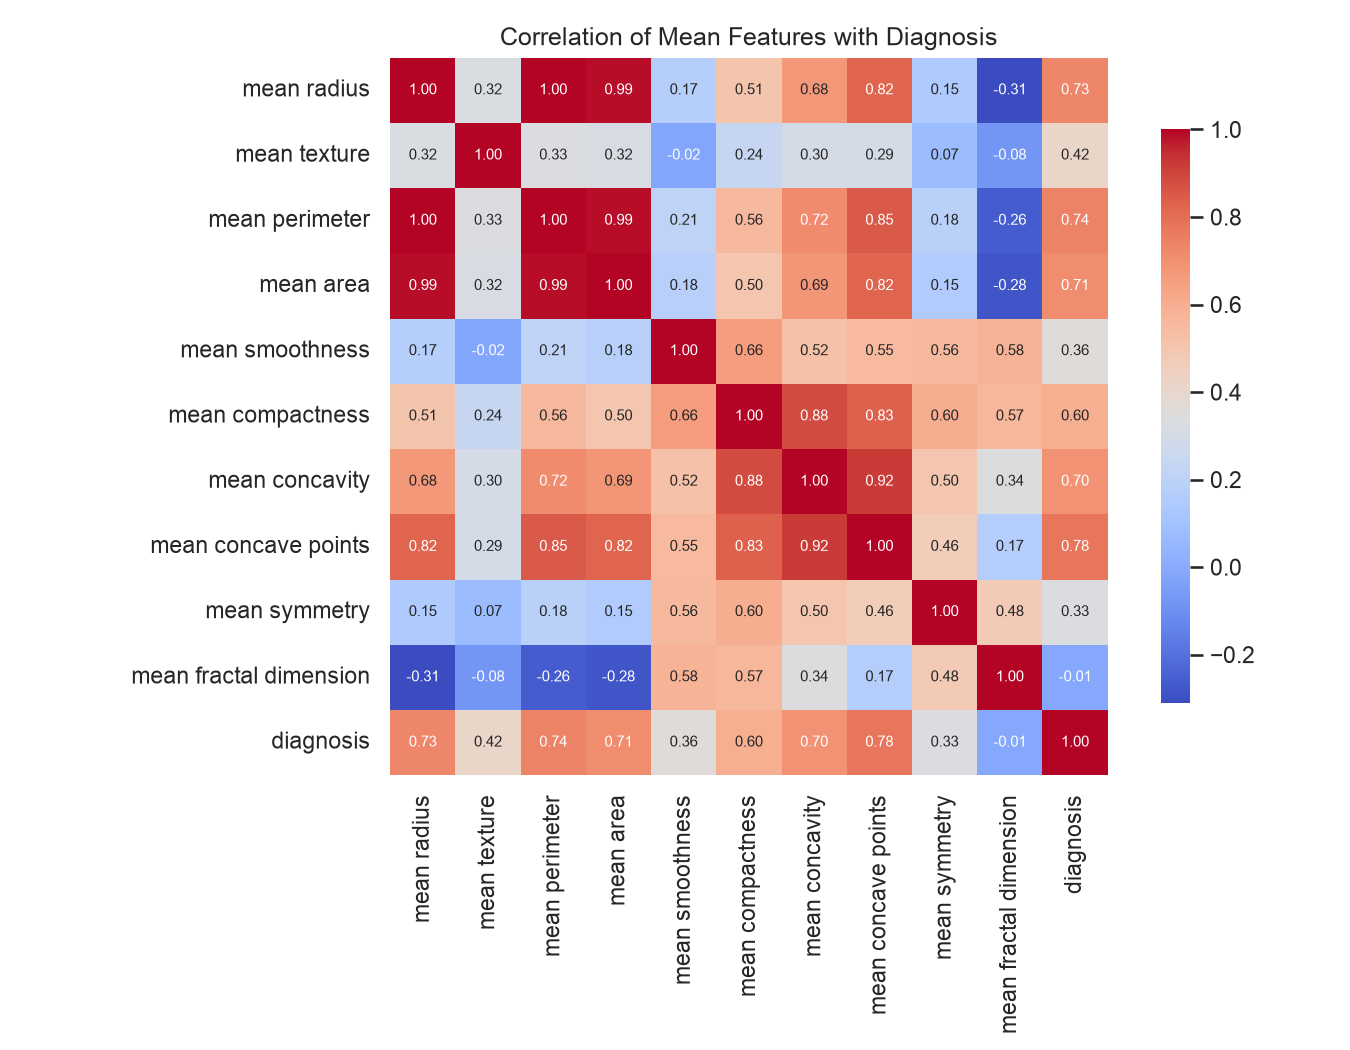 Correlation of Mean Features with Diagnosis
mean radius 1.00 0.32 1.00 0.99 0.17 0.51 0.68 0.82 0.15 -0.31 0.73
mean texture 0.32 1.00 0.33 0.32 -0.02 0.24 0.30 0.29 0.07 -0.08 0.42
mean perimeter 1.00 0.33 1.00 0.99 0.21 0.56 0.72 0.85 0.18 -0.26 0.74
mean area 0.99 0.32 0.99 1.00 0.18 0.50 0.69 0.82 0.15 -0.28 0.71
mean smoothness 0.17 -0.02 0.21 0.18 1.00 0.66 0.52 0.55 0.56 0.58 0.36
mean compactness 0.51 0.24 0.56 0.50 0.66 1.00 0.88 0.83 0.60 0.57 0.60
mean concavity 0.68 0.30 0.72 0.69 0.52 0.88 1.00 0.92 0.50 0.34 0.70
mean concave points 0.82 0.29 0.85 0.82 0.55 0.83 0.92 1.00 0.46 0.17 0.78
mean symmetry 0.15 0.07 0.18 0.15 0.56 0.60 0.50 0.46 1.00 0.48 0.33
mean fractal dimension -0.31 -0.08 -0.26 -0.28 0.58 0.57 0.34 0.17 0.48 1.00 -0.01
diagnosis 0.73 0.42 0.74 0.71 0.36 0.60 0.70 0.78 0.33 -0.01 1.00
mean radius
mean texture
mean perimeter
mean area
mean smoothness
mean compactness
mean concavity
mean concave points
mean symmetry
mean fractal dimension
diagnosis
1.0
0.8
0.6
0.4
0.2
0.0
−0.2